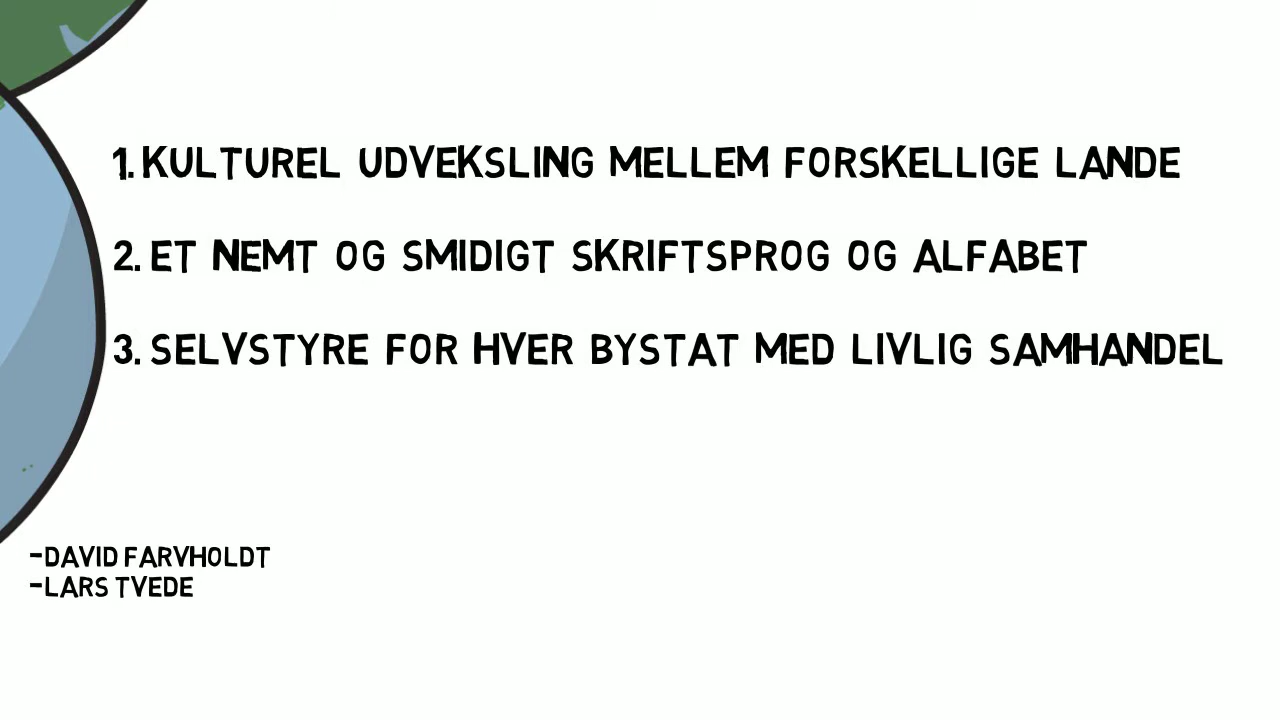 1. KULTUREL UDVEKSLING MELLEM FORSKELLIGE LANDE
2. ET NEMT OG SMIDIGT SKRIFTSPROG OG ALFABET
3. SELVSTYRE FOR HVER BYSTAT MED LIVLIG SAMHANDEL
-DAVID FARVHOLDT
-LARS TVEDE